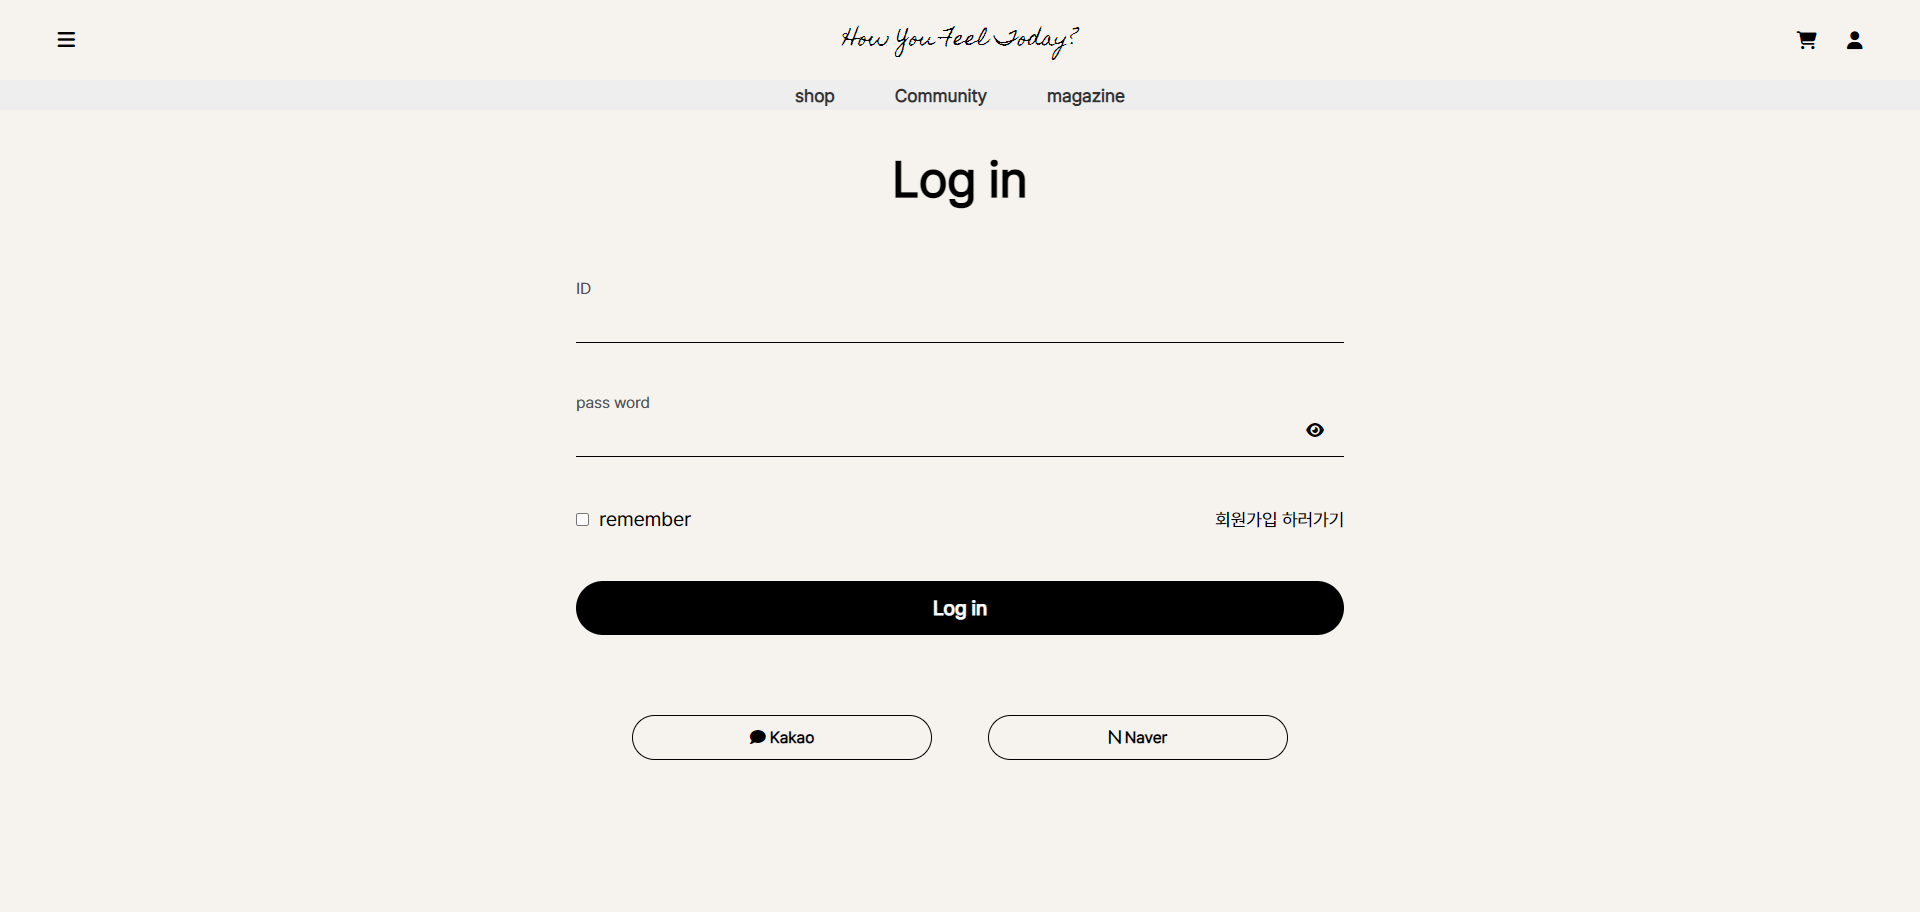 How You Feel Today?
shop Community magazine
Log in
ID
pass word
remember 회원가입 하러가기
Log in
Kakao N Naver